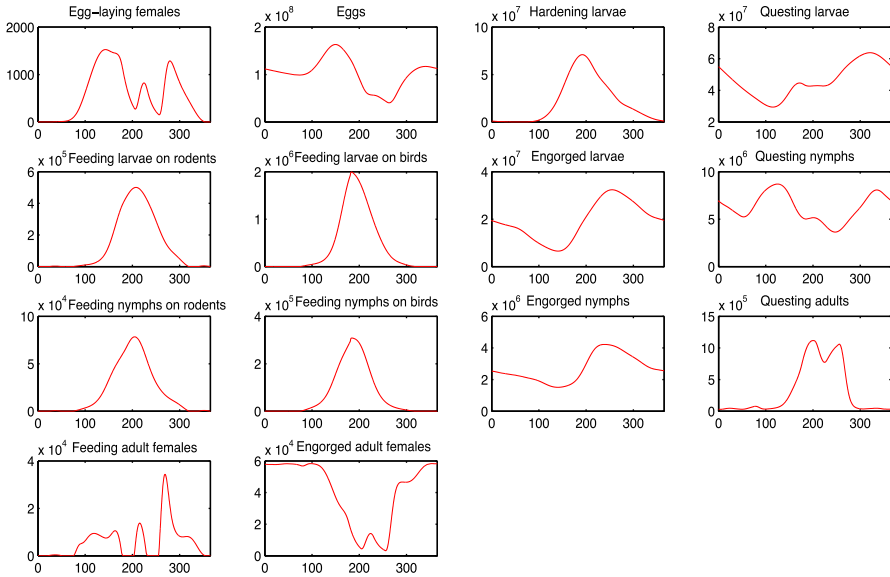 Egg-laying females
2000
1000
0
0 100 200 300
Eggs
x 10^8
2
1
0
0 100 200 300
Hardening larvae
x 10^7
10
5
0
0 100 200 300
Questing larvae
x 10^7
8
6
4
2
0 100 200 300
Feeding larvae on rodents
x 10^5
6
4
2
0
0 100 200 300
Feeding larvae on birds
x 10^6
2
1
0
0 100 200 300
Engorged larvae
x 10^7
4
2
0
0 100 200 300
Questing nymphs
x 10^6
10
5
0
0 100 200 300
Feeding nymphs on rodents
x 10^4
10
5
0
0 100 200 300
Feeding nymphs on birds
x 10^5
4
2
0
0 100 200 300
Engorged nymphs
x 10^6
6
4
2
0
0 100 200 300
Questing adults
x 10^5
15
10
5
0
0 100 200 300
Feeding adult females
x 10^4
4
2
0
0 100 200 300
Engorged adult females
x 10^4
6
4
2
0
0 100 200 300